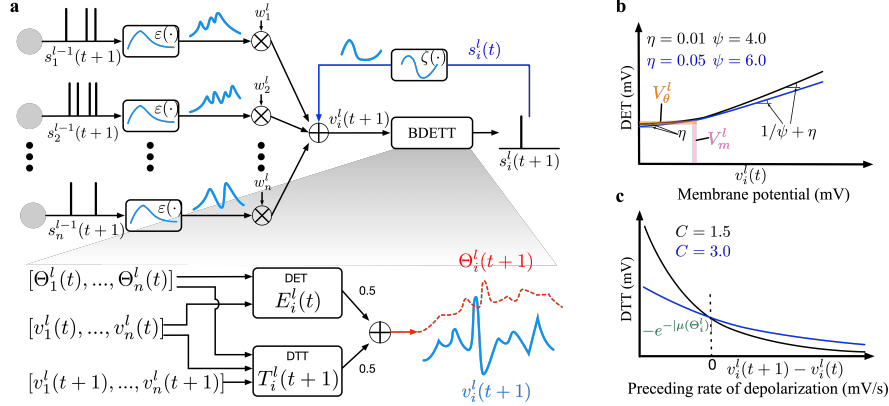 a
s_1^{l-1}(t+1)
ε(·)
w_1^l
s_2^{l-1}(t+1)
ε(·)
w_2^l
s_n^{l-1}(t+1)
ε(·)
w_n^l
ζ(·)
s_i^l(t)
v_i^l(t+1)
BDETT
s_i^l(t+1)
[Θ_1^l(t), ..., Θ_n^l(t)]
[v_1^l(t), ..., v_n^l(t)]
[v_1^l(t+1), ..., v_n^l(t+1)]
DET
E_i^l(t)
DTT
T_i^l(t+1)
0.5
0.5
Θ_i^l(t+1)
v_i^l(t+1)
b
η = 0.01 ψ = 4.0
η = 0.05 ψ = 6.0
DET (mV)
V_θ^l
η
V_m^l
1/ψ + η
v_i^l(t)
Membrane potential (mV)
c
C = 1.5
C = 3.0
DTT (mV)
-e^{-|μ(Θ_i^l)}
0
v_i^l(t+1) − v_i^l(t)
Preceding rate of depolarization (mV/s)